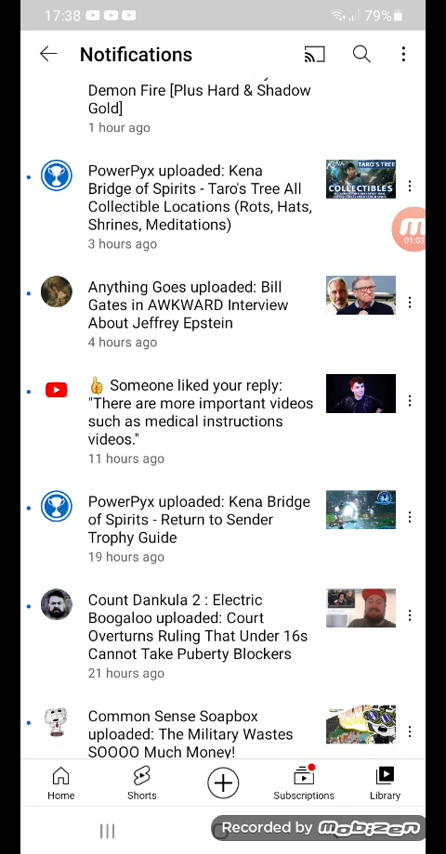 17:38
79%
Notifications
Demon Fire [Plus Hard & Shadow
Gold]
1 hour ago
PowerPyx uploaded: Kena
Bridge of Spirits - Taro's Tree All
Collectible Locations (Rots, Hats,
Shrines, Meditations)
3 hours ago
TARO'S TREE
COLLECTIBLES
01:03
Anything Goes uploaded: Bill
Gates in AWKWARD Interview
About Jeffrey Epstein
4 hours ago
👍 Someone liked your reply:
"There are more important videos
such as medical instructions
videos."
11 hours ago
PowerPyx uploaded: Kena Bridge
of Spirits - Return to Sender
Trophy Guide
19 hours ago
Count Dankula 2 : Electric
Boogaloo uploaded: Court
Overturns Ruling That Under 16s
Cannot Take Puberty Blockers
21 hours ago
Common Sense Soapbox
uploaded: The Military Wastes
SOOOO Much Money!
Home
Shorts
Subscriptions
Library
Recorded by mobizen